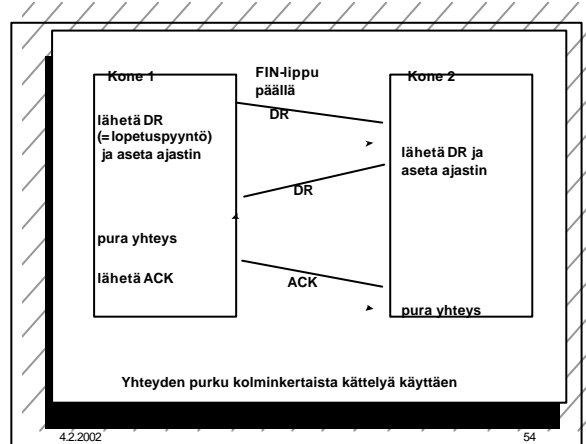 Kone 1
FIN-lippu
päällä
Kone 2
DR
lähetä DR
(=lopetuspyyntö)
ja aseta ajastin
lähetä DR ja
aseta ajastin
DR
pura yhteys
lähetä ACK
ACK
pura yhteys
Yhteyden purku kolminkertaista kättelyä käyttäen
4.2.2002
54